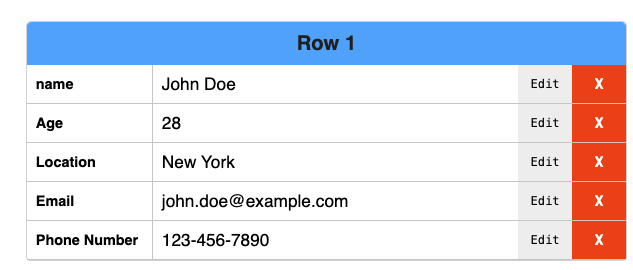 Row 1
name John Doe Edit X
Age 28 Edit X
Location New York Edit X
Email john.doe@example.com Edit X
Phone Number 123-456-7890 Edit X